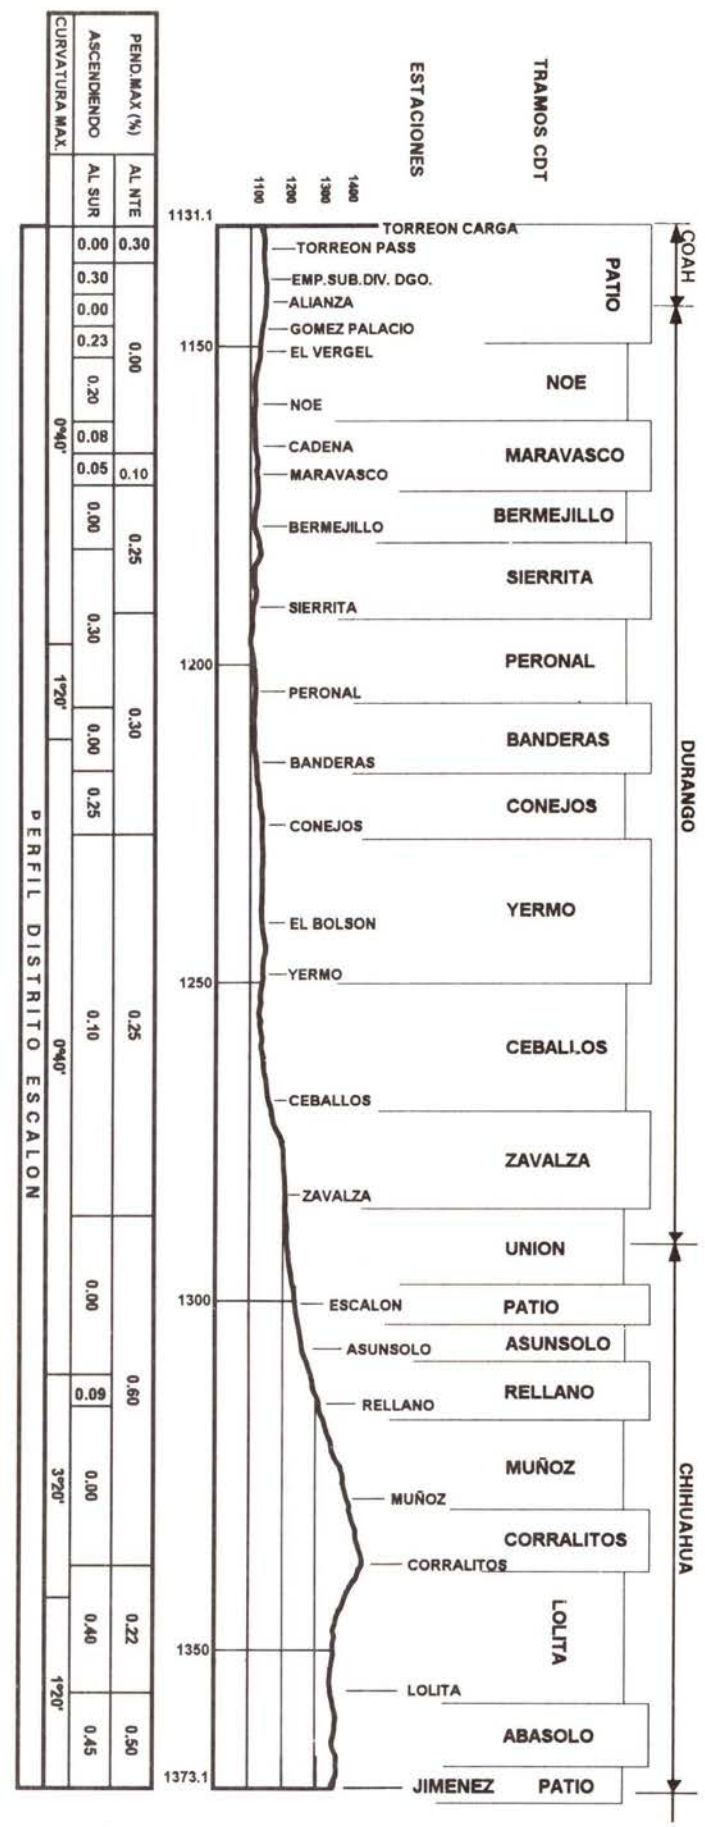 TRAMOS CDT
ESTACIONES
1100
1200
1300
1400
PEND.MAX (%)
AL NTE
ASCENDIENDO
AL SUR
CURVATURA MAX.
1131.1
1150
1200
1250
1300
1350
1373.1
0.30
0.00
0.10
0.25
0.30
0.25
0.60
0.22
0.50
0.00
0.30
0.00
0.23
0.20
0.08
0.05
0.00
0.30
0.00
0.25
0.10
0.00
0.09
0.00
0.40
0.45
0°40'
1°20'
0°40'
3°20'
1°20'
PERFIL DISTRITO ESCALON
TORREON CARGA
TORREON PASS
EMP.SUB.DIV. DGO.
ALIANZA
GOMEZ PALACIO
EL VERGEL
NOE
CADENA
MARAVASCO
BERMEJILLO
SIERRITA
PERONAL
BANDERAS
CONEJOS
EL BOLSON
YERMO
CEBALLOS
ZAVALZA
ESCALON
ASUNSOLO
RELLANO
MUÑOZ
CORRALITOS
LOLITA
JIMENEZ
PATIO
NOE
MARAVASCO
BERMEJILLO
SIERRITA
PERONAL
BANDERAS
CONEJOS
YERMO
CEBALLOS
ZAVALZA
UNION
PATIO
ASUNSOLO
RELLANO
MUÑOZ
CORRALITOS
LOLITA
ABASOLO
PATIO
COAH
DURANGO
CHIHUAHUA